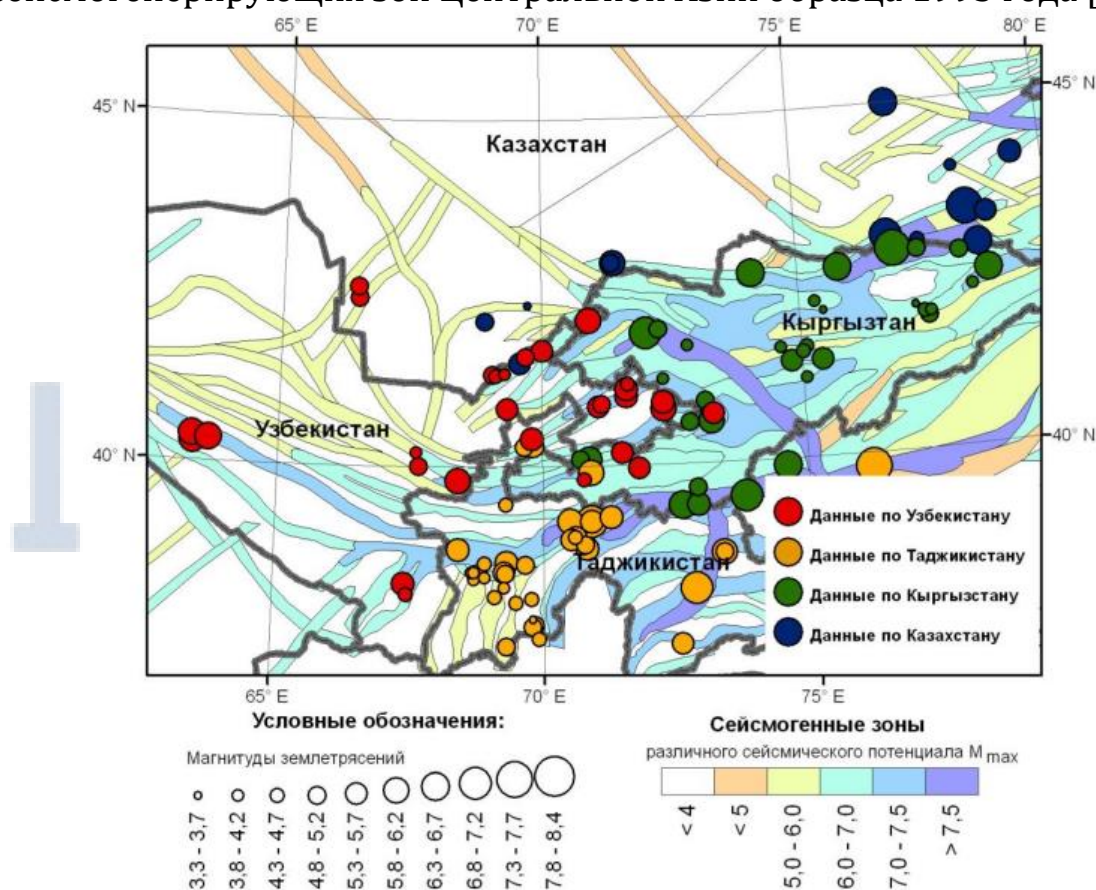 65° E 70° E 75° E 80° E
45° N 45° N
Казахстан
Кыргызтан
Узбекистан
40° N 40° N
Таджикистан
Данные по Узбекистану
Данные по Таджикистану
Данные по Кыргызстану
Данные по Казахстану
65° E 70° E 75° E
Условные обозначения:
Магнитуды землетрясений
3,3 - 3,7
3,8 - 4,2
4,3 - 4,7
4,8 - 5,2
5,3 - 5,7
5,8 - 6,2
6,3 - 6,7
6,8 - 7,2
7,3 - 7,7
7,8 - 8,4
Сейсмогенные зоны
различного сейсмического потенциала M max
< 4
< 5
5,0 - 6,0
6,0 - 7,0
7,0 - 7,5
> 7,5